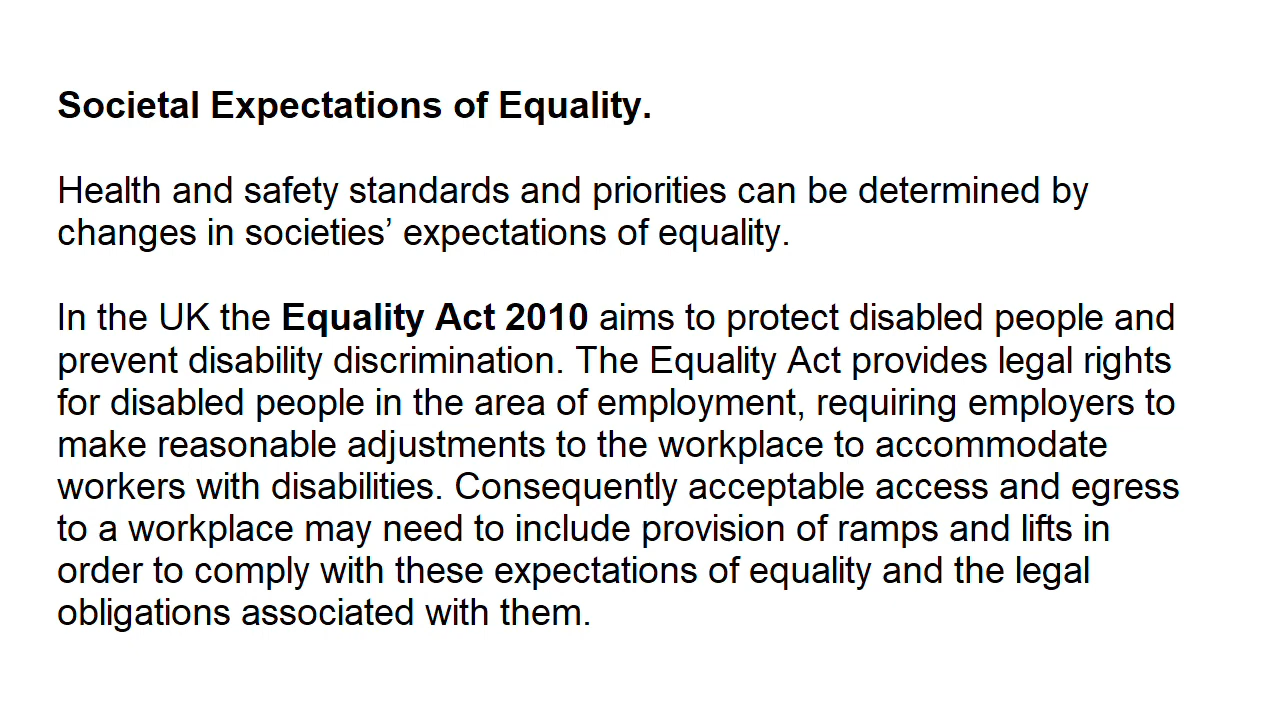 Societal Expectations of Equality.
Health and safety standards and priorities can be determined by
changes in societies’ expectations of equality.
In the UK the Equality Act 2010 aims to protect disabled people and
prevent disability discrimination. The Equality Act provides legal rights
for disabled people in the area of employment, requiring employers to
make reasonable adjustments to the workplace to accommodate
workers with disabilities. Consequently acceptable access and egress
to a workplace may need to include provision of ramps and lifts in
order to comply with these expectations of equality and the legal
obligations associated with them.